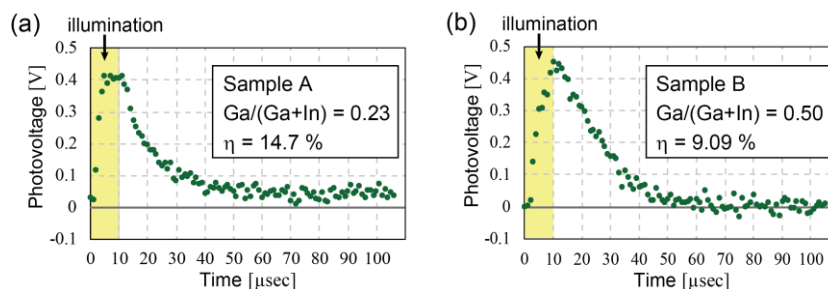 (a)
illumination
Photovoltage [V]
0.5
0.4
0.3
0.2
0.1
0
-0.1
Sample A
Ga/(Ga+In) = 0.23
η = 14.7 %
0 10 20 30 40 50 60 70 80 90 100
Time [μsec]
(b)
illumination
Photovoltage [V]
0.5
0.4
0.3
0.2
0.1
0
-0.1
Sample B
Ga/(Ga+In) = 0.50
η = 9.09 %
0 10 20 30 40 50 60 70 80 90 100
Time [μsec]